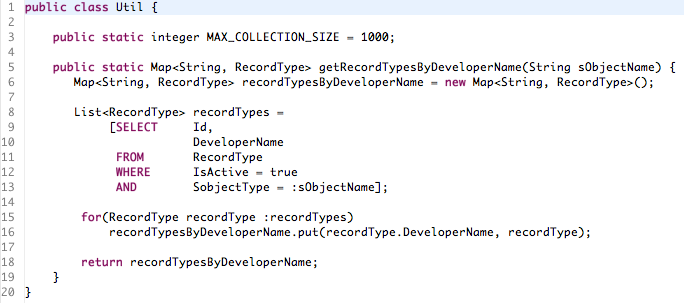 1 public class Util {
2
3     public static integer MAX_COLLECTION_SIZE = 1000;
4
5     public static Map<String, RecordType> getRecordTypesByDeveloperName(String sObjectName) {
6        Map<String, RecordType> recordTypesByDeveloperName = new Map<String, RecordType>();
7
8        List<RecordType> recordTypes =
9             [SELECT     Id,
10                        DeveloperName
11             FROM       RecordType
12             WHERE      IsActive = true
13             AND        SobjectType = :sObjectName];
14
15        for(RecordType recordType :recordTypes)
16            recordTypesByDeveloperName.put(recordType.DeveloperName, recordType);
17
18        return recordTypesByDeveloperName;
19    }
20 }